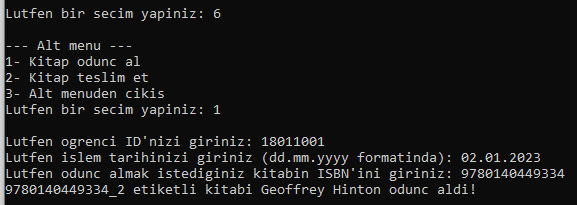 Lutfen bir secim yapiniz: 6
--- Alt menu ---
1- Kitap odunc al
2- Kitap teslim et
3- Alt menuden cikis
Lutfen bir secim yapiniz: 1
Lutfen ogrenci ID'nizi giriniz: 18011001
Lutfen islem tarihinizi giriniz (dd.mm.yyyy formatinda): 02.01.2023
Lutfen odunc almak istediginiz kitabin ISBN'ini giriniz: 9780140449334
9780140449334_2 etiketli kitabi Geoffrey Hinton odunc aldi!